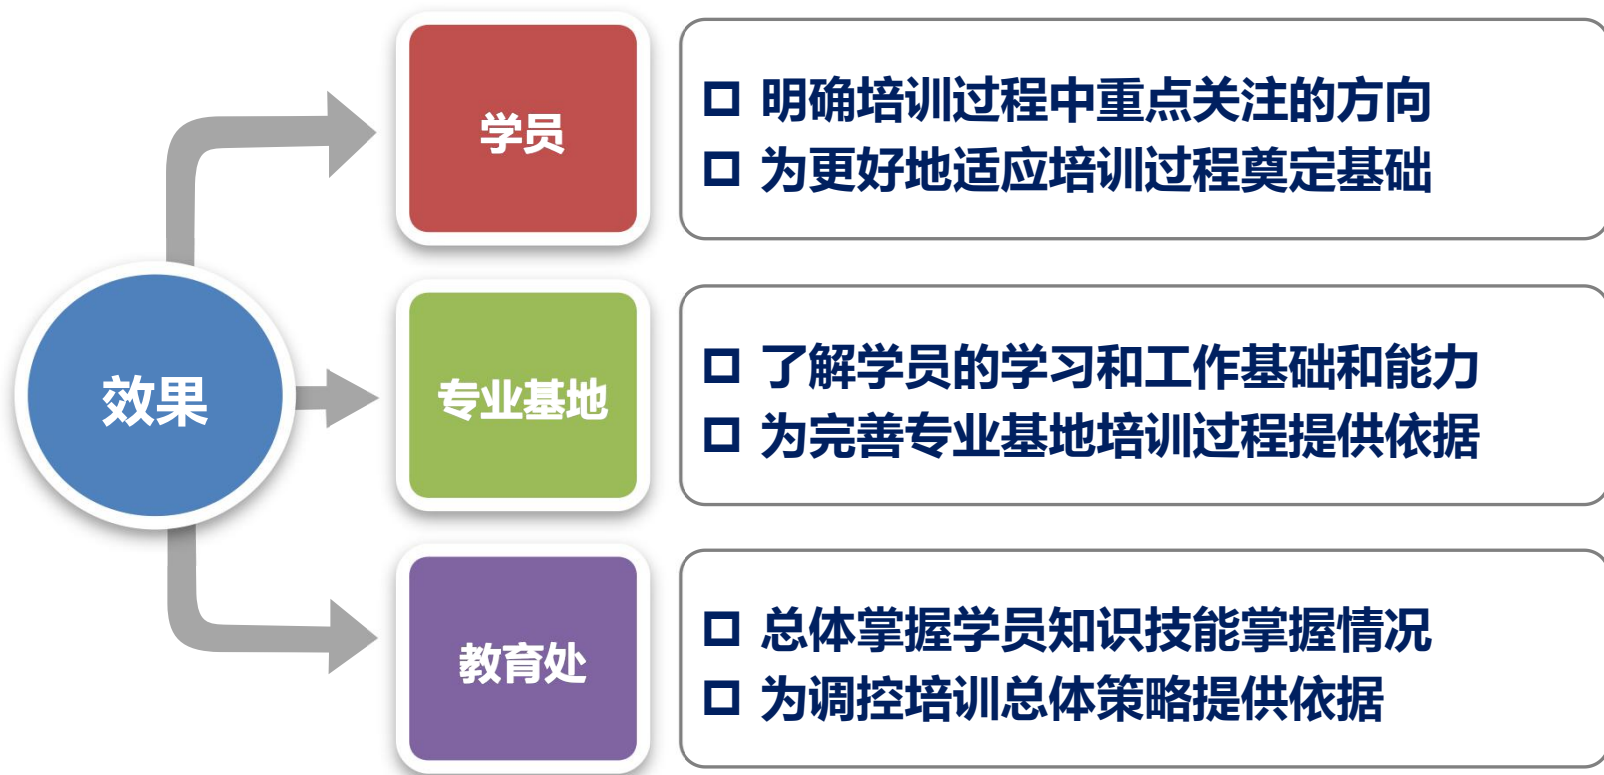 学员
明确培训过程中重点关注的方向
为更好地适应培训过程奠定基础
效果
专业基地
了解学员的学习和工作基础和能力
为完善专业基地培训过程提供依据
教育处
总体掌握学员知识技能掌握情况
为调控培训总体策略提供依据